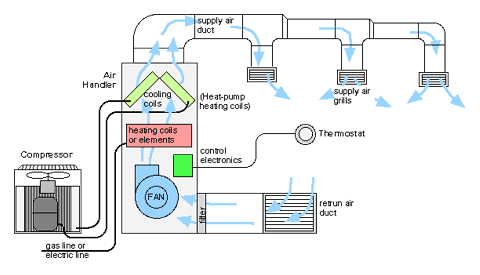 supply air
duct
Air
Handler
cooling
coils
(Heat-pump
heating coils)
supply air
grills
heating coils
or elements
control
electronics
Thermostat
Compressor
FAN
filter
retrun air
duct
gas line or
electric line